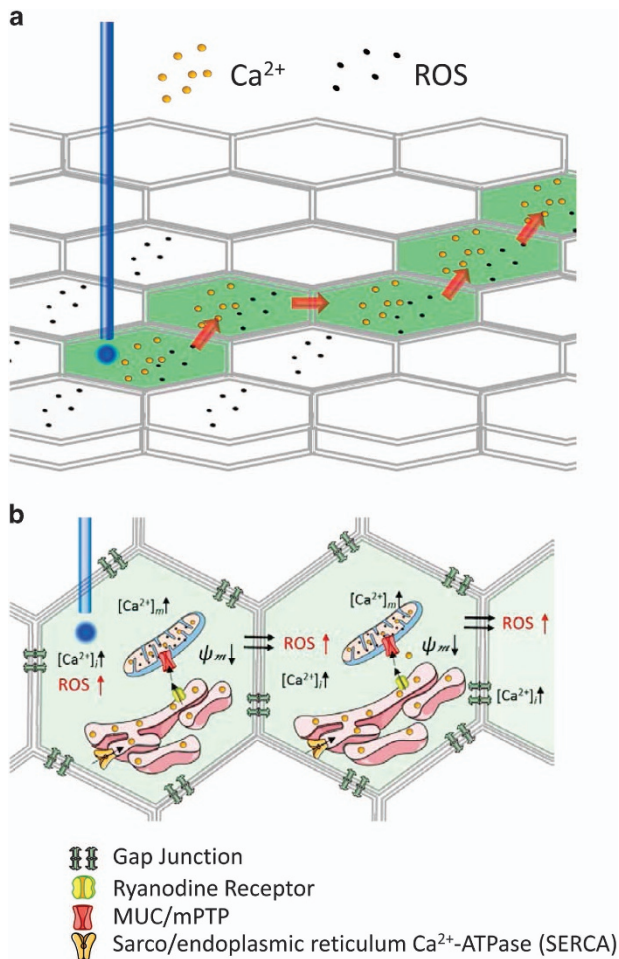 a
Ca²⁺
ROS
b
[Ca²⁺]ₘ↑
[Ca²⁺]ᵢ↑
ROS ↑
ψₘ↓
ROS ↑
[Ca²⁺]ᵢ↑
[Ca²⁺]ₘ↑
ψₘ↓
ROS ↑
[Ca²⁺]ᵢ↑
Gap Junction
Ryanodine Receptor
MUC/mPTP
Sarco/endoplasmic reticulum Ca²⁺-ATPase (SERCA)